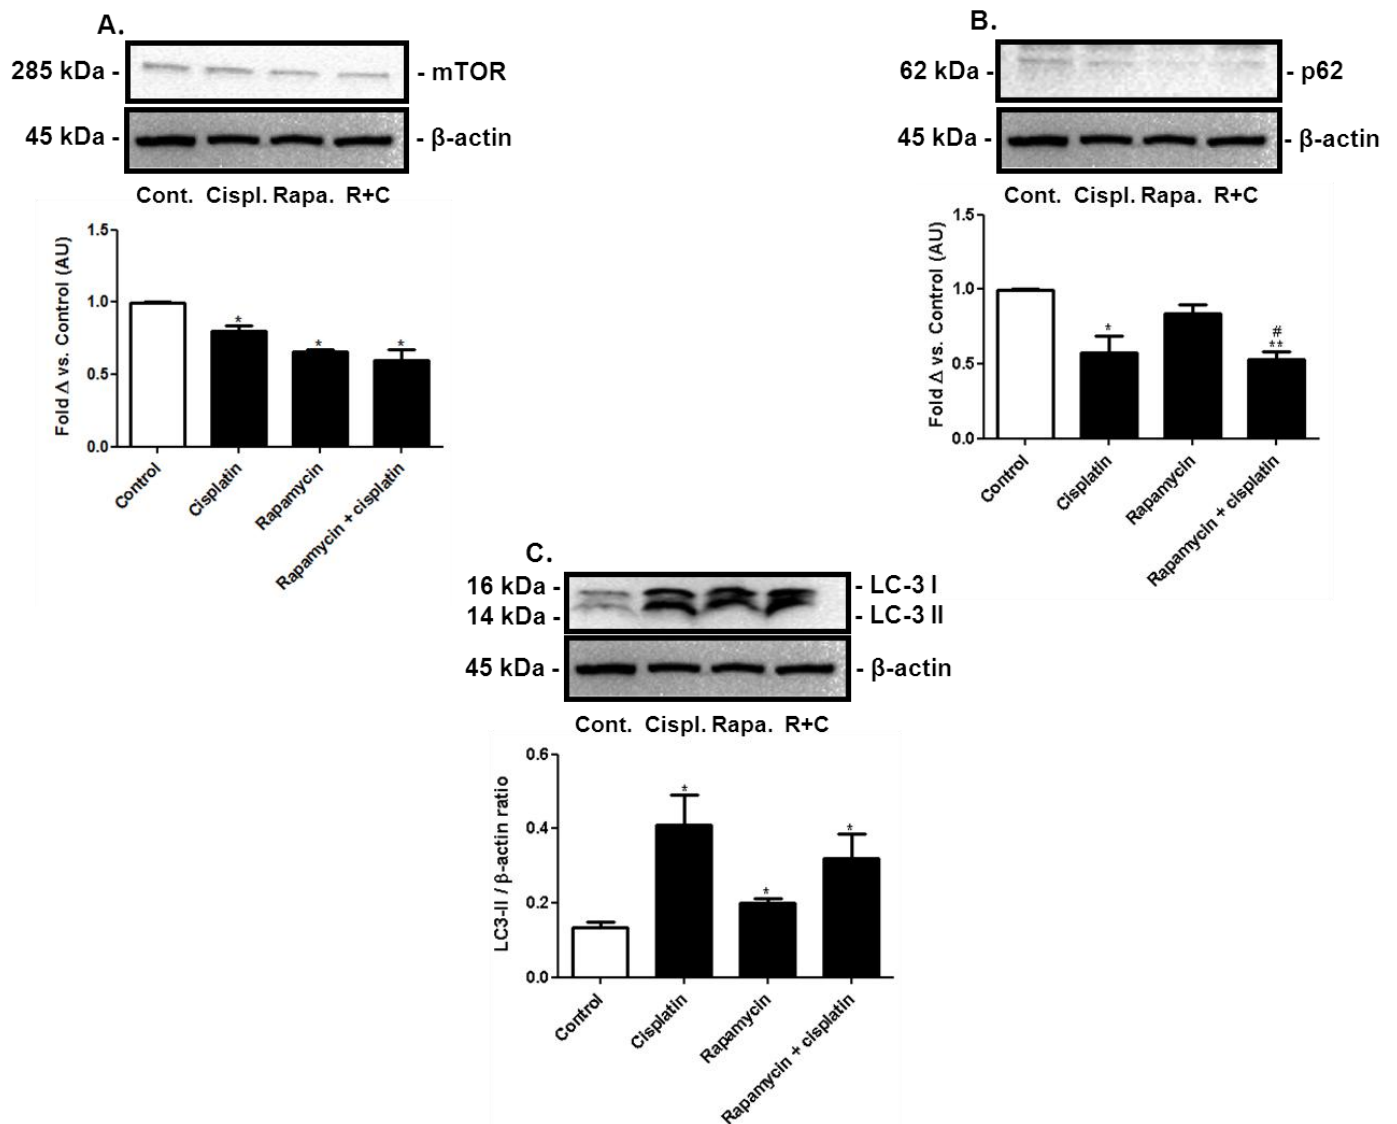 A.
285 kDa - - mTOR
45 kDa - - β-actin
Cont. Cispl. Rapa. R+C
Fold Δ vs. Control (AU)
1.5
1.0
0.5
0.0
*
*
*
Control
Cisplatin
Rapamycin
Rapamycin + cisplatin
B.
62 kDa - - p62
45 kDa - - β-actin
Cont. Cispl. Rapa. R+C
Fold Δ vs. Control (AU)
1.5
1.0
0.5
0.0
*
#
**
Control
Cisplatin
Rapamycin
Rapamycin + cisplatin
C.
16 kDa - - LC-3 I
14 kDa - - LC-3 II
45 kDa - - β-actin
Cont. Cispl. Rapa. R+C
LC3-II / β-actin ratio
0.6
0.4
0.2
0.0
*
*
*
Control
Cisplatin
Rapamycin
Rapamycin + cisplatin